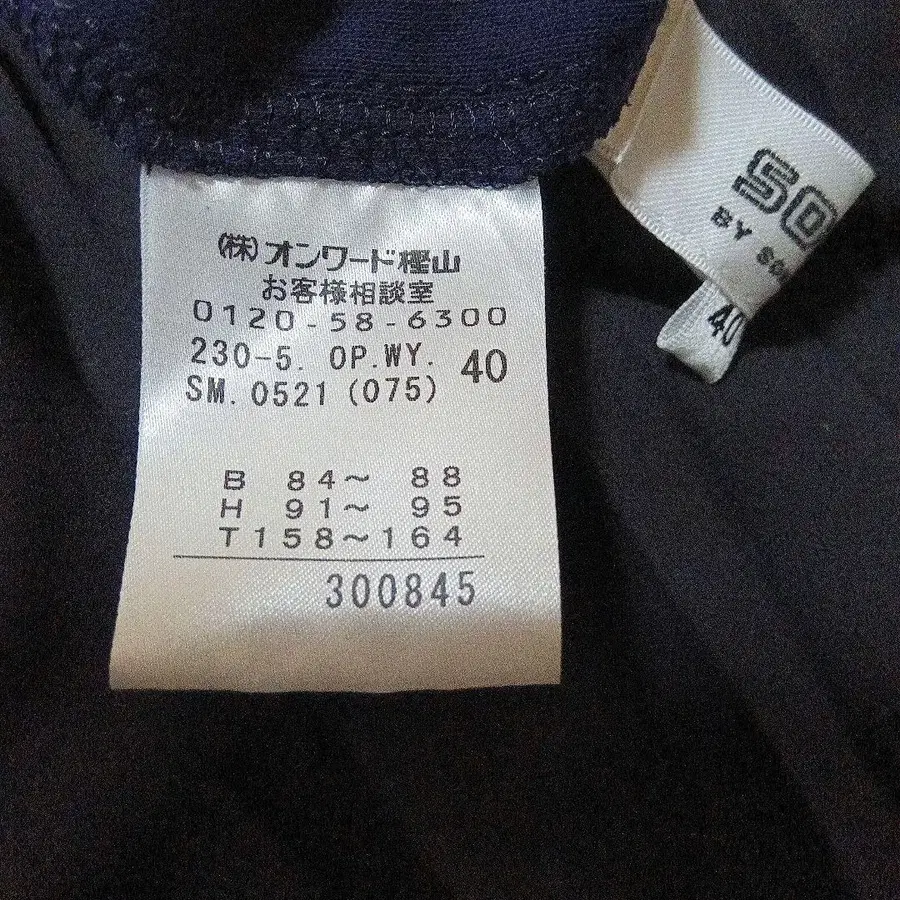 (株)オンワード樫山
お客様相談室
0120-58-6300
230-5. OP.WY. 40
SM. 0521 (075)
B 84～ 88
H 91～ 95
T158～164
300845
BY
40